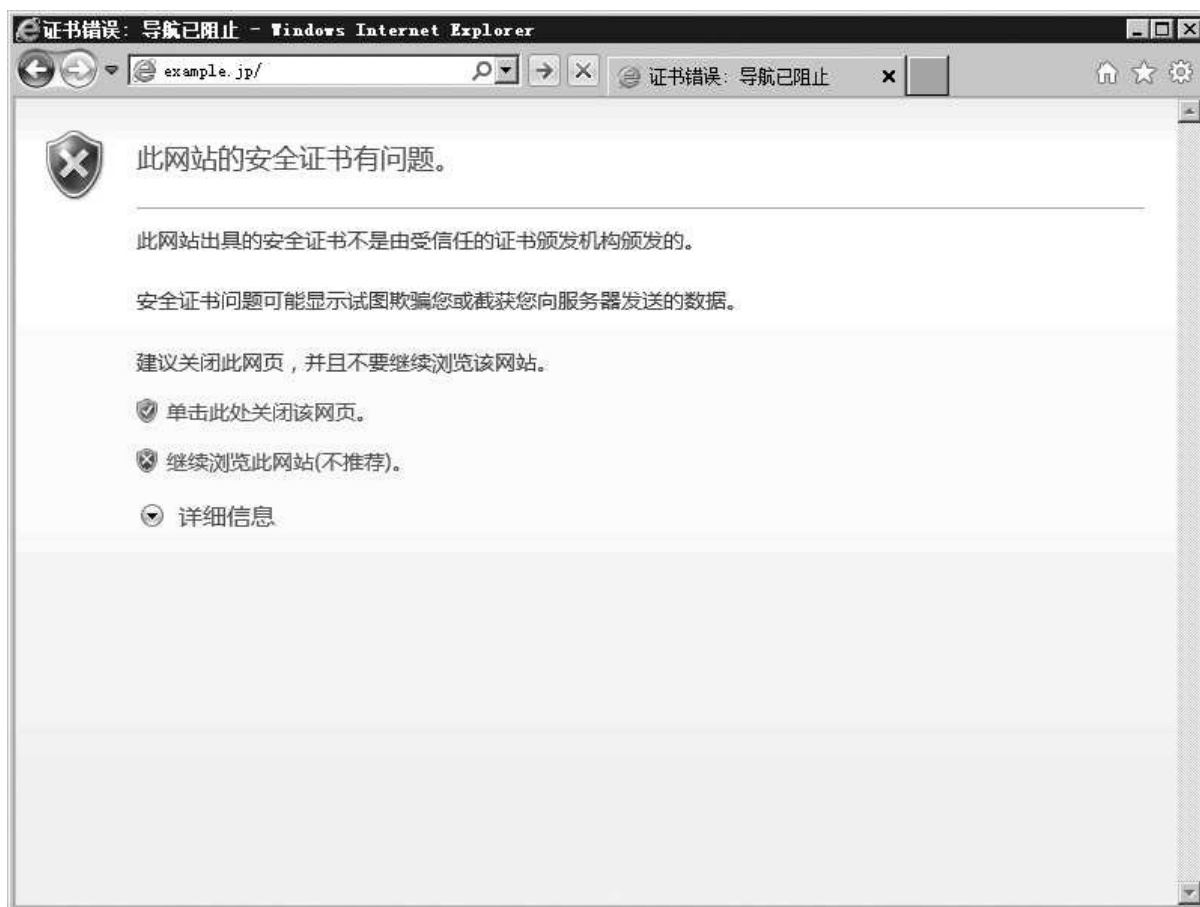 证书错误: 导航已阻止 - Windows Internet Explorer
example.jp/
证书错误: 导航已阻止
此网站的安全证书有问题。
此网站出具的安全证书不是由受信任的证书颁发机构颁发的。
安全证书问题可能显示试图欺骗您或截获您向服务器发送的数据。
建议关闭此网页，并且不要继续浏览该网站。
单击此处关闭该网页。
继续浏览此网站(不推荐)。
详细信息